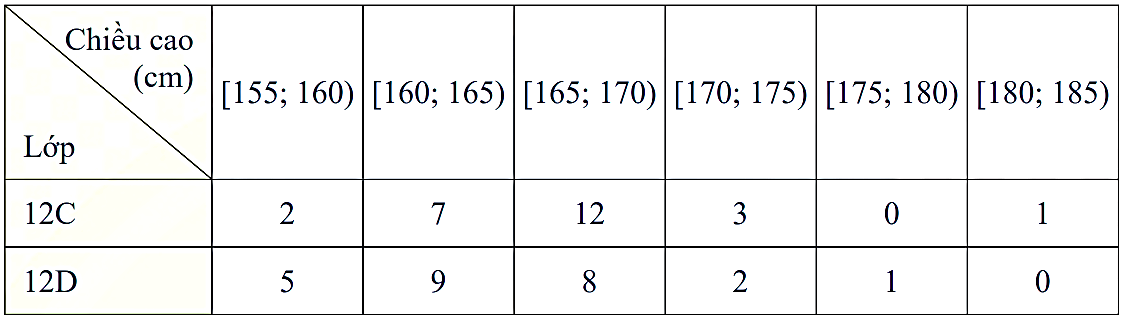 Chiều cao
(cm)
Lớp
[155; 160) [160; 165) [165; 170) [170; 175) [175; 180) [180; 185)
12C 2 7 12 3 0 1
12D 5 9 8 2 1 0